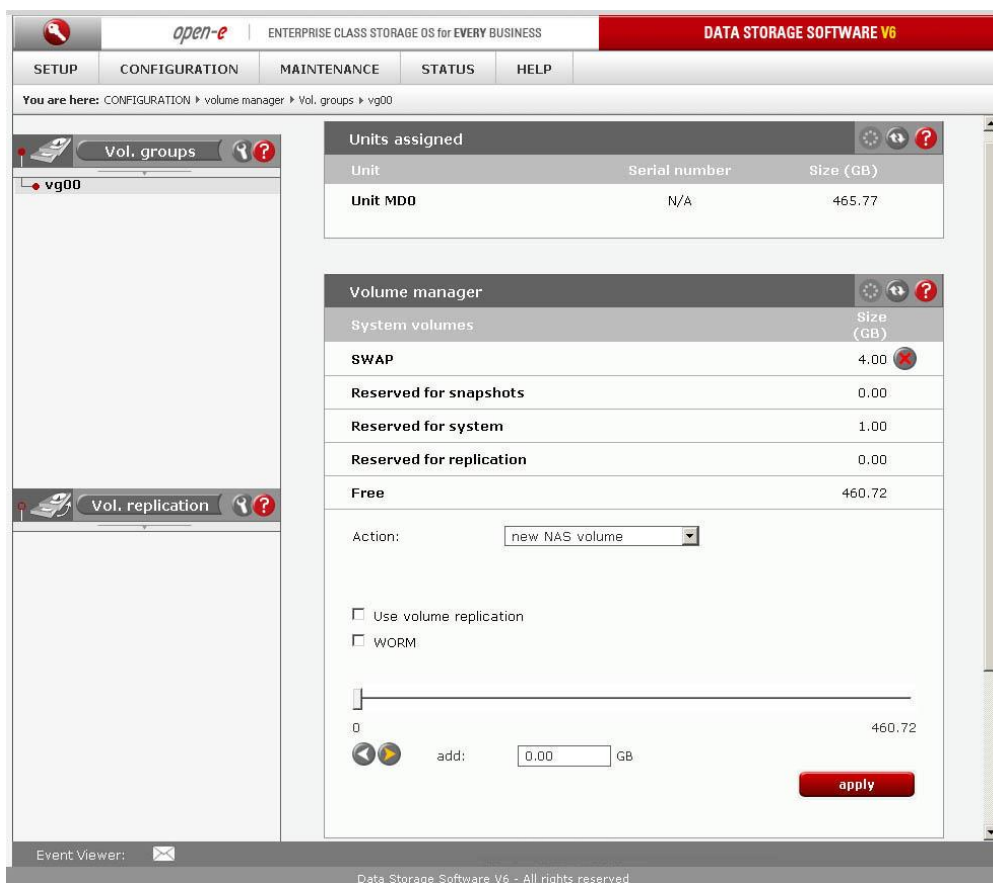 open-e ENTERPRISE CLASS STORAGE OS for EVERY BUSINESS DATA STORAGE SOFTWARE V6
SETUP CONFIGURATION MAINTENANCE STATUS HELP
You are here: CONFIGURATION volume manager Vol. groups vg00
Vol. groups ?
vg00
Vol. replication ?
Units assigned ?
Unit Serial number Size (GB)
Unit MD0 N/A 465.77
Volume manager ?
System volumes Size (GB)
SWAP 4.00
Reserved for snapshots 0.00
Reserved for system 1.00
Reserved for replication 0.00
Free 460.72
Action: new NAS volume
Use volume replication
WORM
0 460.72
add: 0.00 GB
apply
Event Viewer:
Data Storage Software V6 - All rights reserved